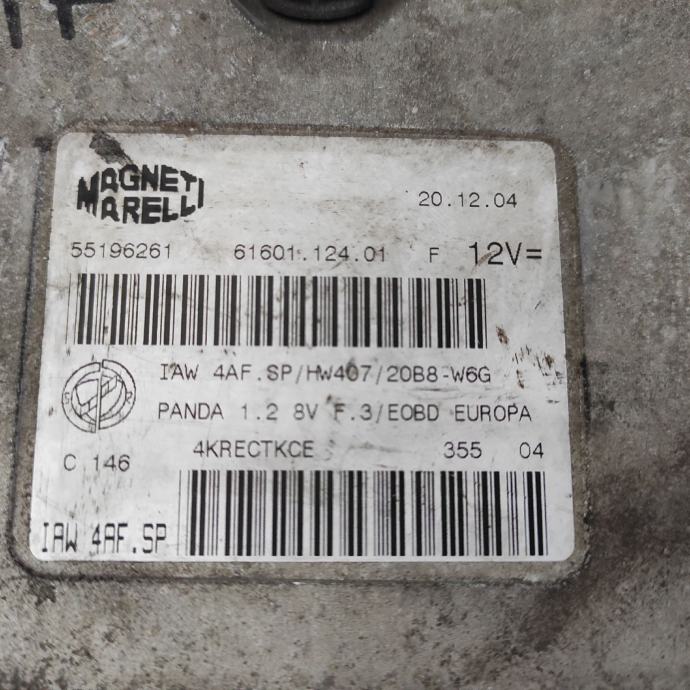 MAGNETI
MARELLI
20.12.04
55196261 61601.124.01 F 12V=
IAW 4AF.SP/HW407/20B8-W6G
PANDA 1.2 8V F.3/EOBD EUROPA
C 146 4KRECTKCE 355 04
IAW 4AF.SP